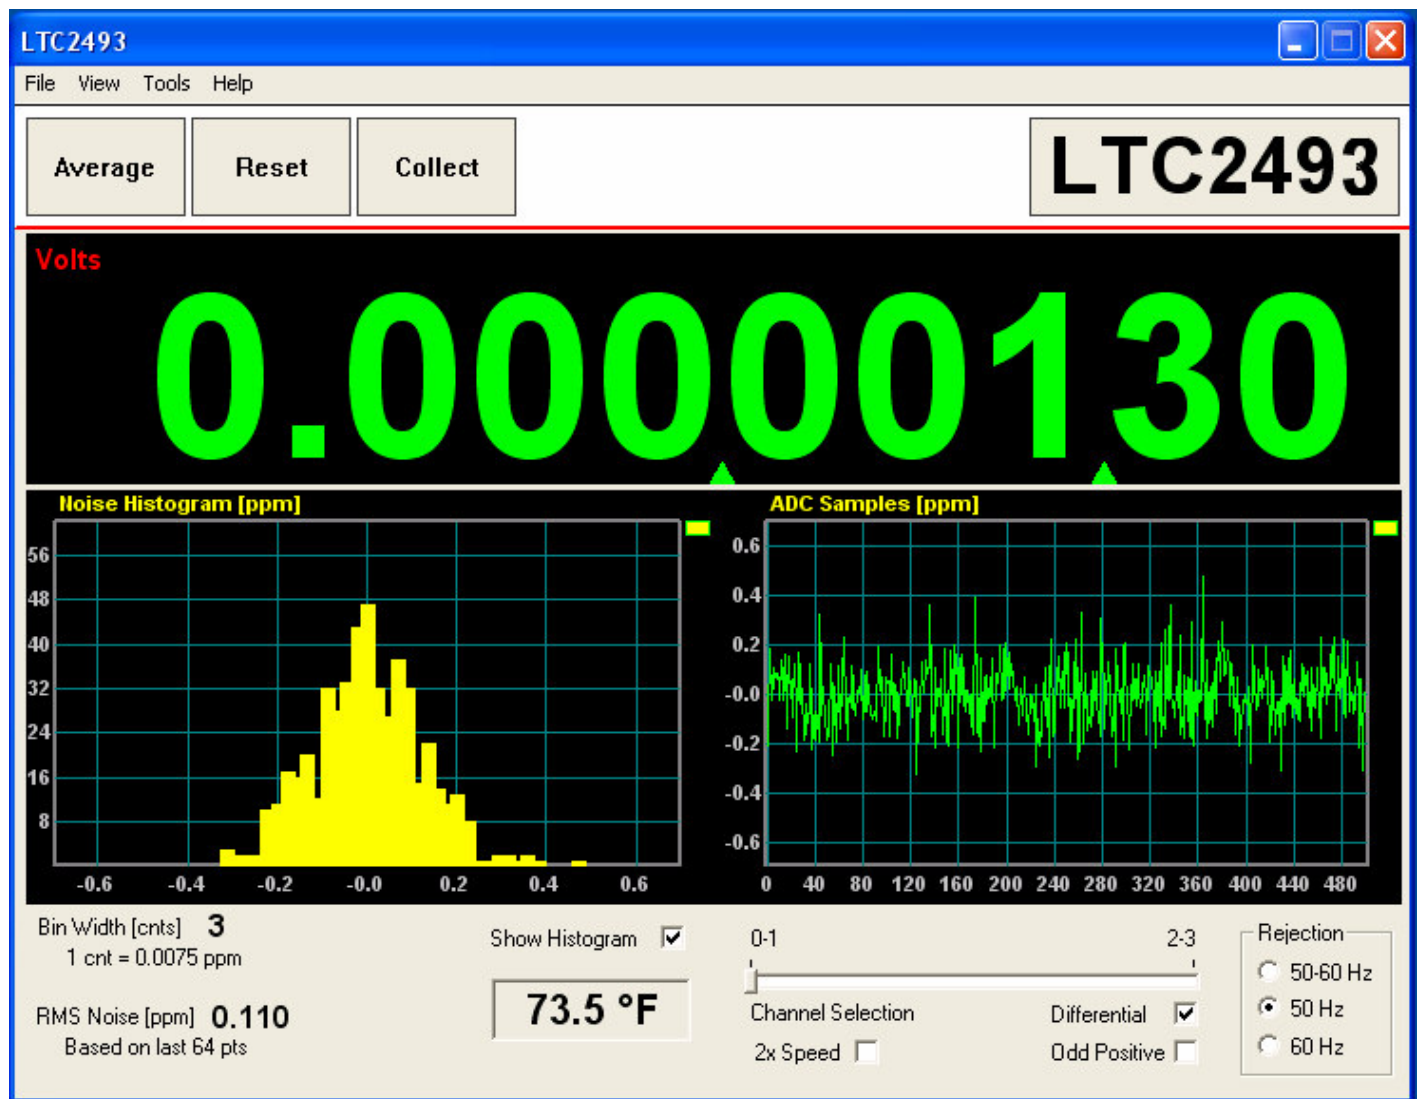 LTC2493
File View Tools Help
Average Reset Collect
LTC2493
Volts
0.00000130
Noise Histogram [ppm]
56
48
40
32
24
16
8
-0.6 -0.4 -0.2 -0.0 0.2 0.4 0.6
ADC Samples [ppm]
0.6
0.4
0.2
-0.0
-0.2
-0.4
-0.6
0 40 80 120 160 200 240 280 320 360 400 440 480
Bin Width [cnts] 3
1 cnt = 0.0075 ppm
RMS Noise [ppm] 0.110
Based on last 64 pts
Show Histogram
73.5 °F
0-1 2-3
Channel Selection
2x Speed
Differential
Odd Positive
Rejection
50-60 Hz
50 Hz
60 Hz